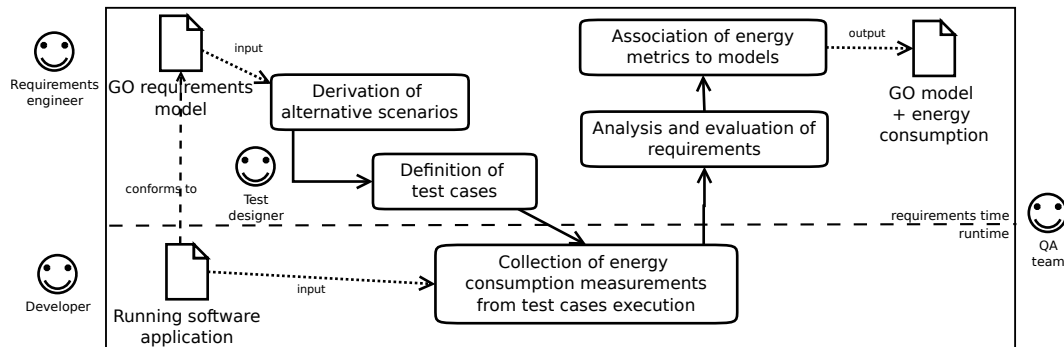 Requirements
engineer
GO requirements
model
input
Derivation of
alternative scenarios
Association of energy
metrics to models
output
GO model
+ energy
consumption
Analysis and evaluation of
requirements
conforms to
Test
designer
Definition of
test cases
requirements time
runtime
QA
team
Developer
Running software
application
input
Collection of energy
consumption measurements
from test cases execution